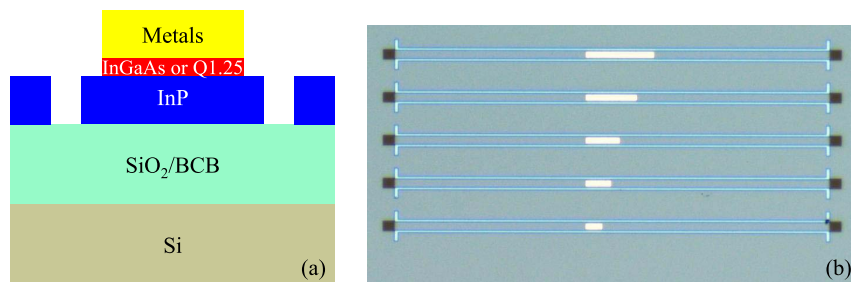 Metals
InGaAs or Q1.25
InP
SiO₂/BCB
Si
(a)
(b)